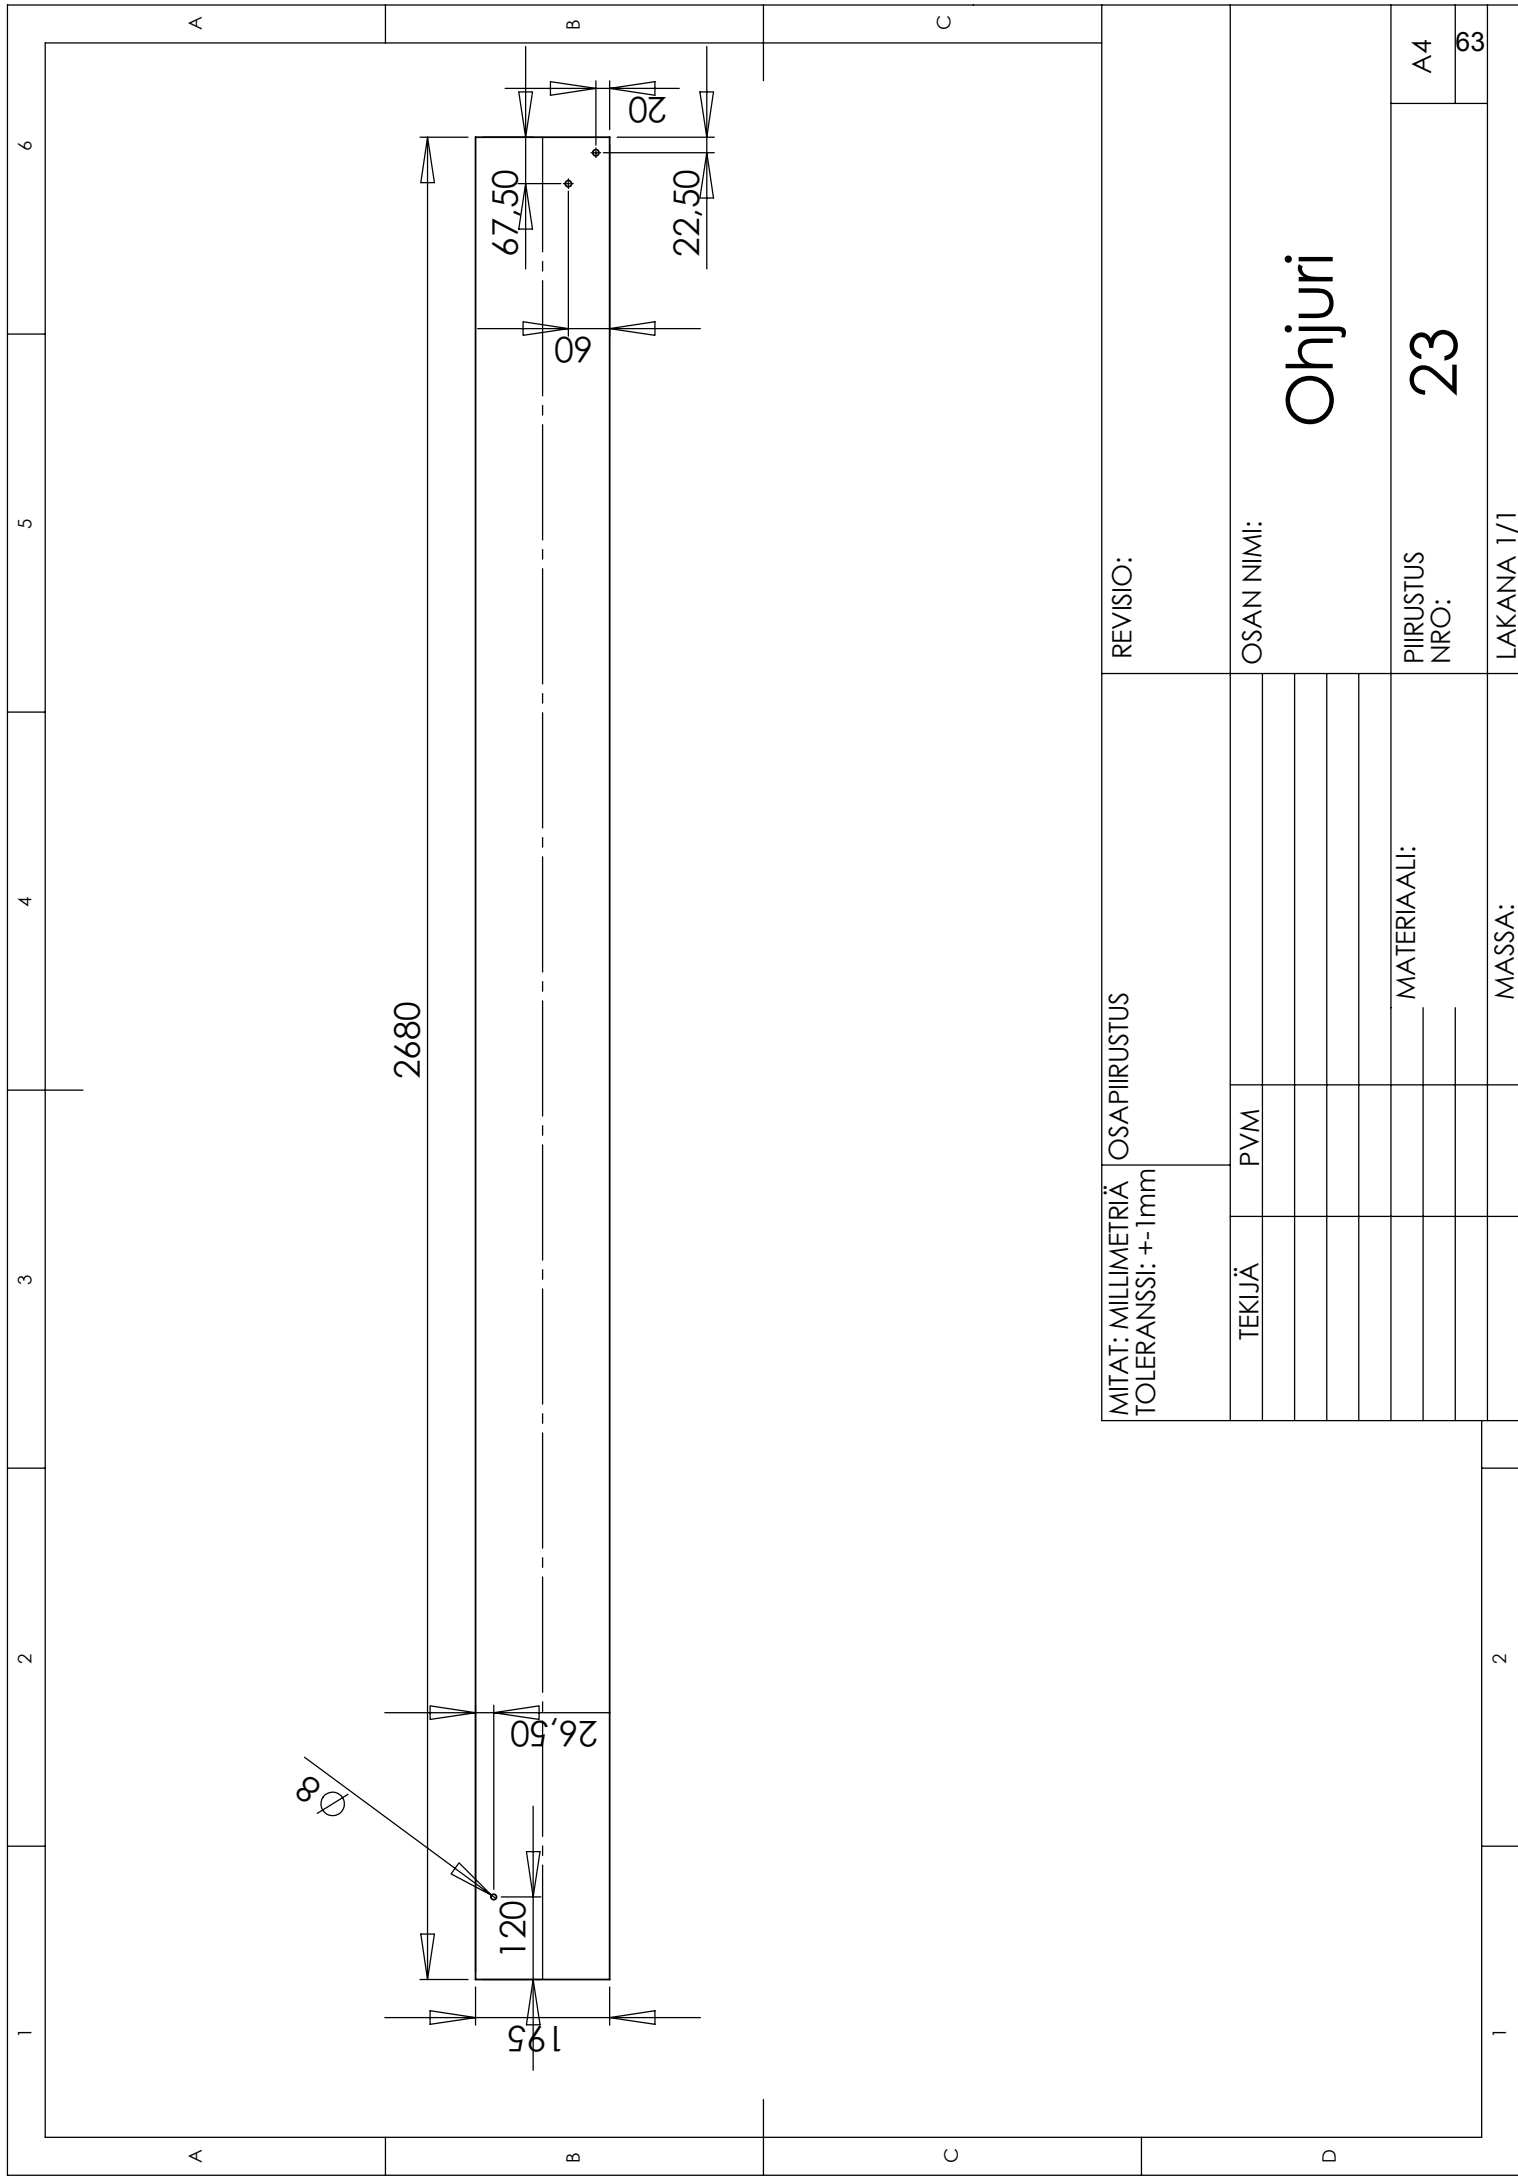 1
2
3
4
5
6
A
B
C
A
B
C
D
1
2
2680
⌀8
26,50
120
195
67,50
60
20
22,50
MITAT: MILLIMETRIÄ
TOLERANSSI: +-1mm
OSAPIIRUSTUS
REVISIO:
TEKIJÄ
PVM
OSAN NIMI:
Ohjuri
MATERIAALI:
PIIRUSTUS
NRO:
23
A4
63
MASSA:
LAKANA 1/1